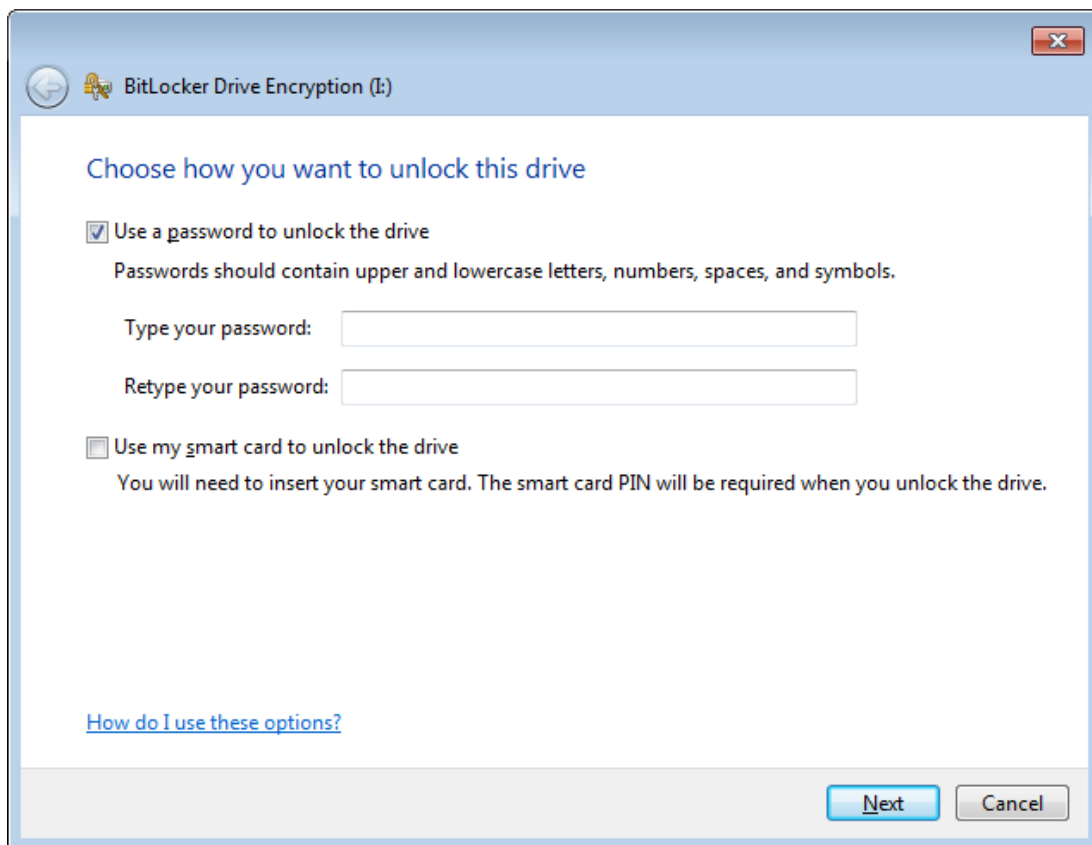 BitLocker Drive Encryption (I:)
Choose how you want to unlock this drive
Use a password to unlock the drive
Passwords should contain upper and lowercase letters, numbers, spaces, and symbols.
Type your password:
Retype your password:
Use my smart card to unlock the drive
You will need to insert your smart card. The smart card PIN will be required when you unlock the drive.
How do I use these options?
Next Cancel